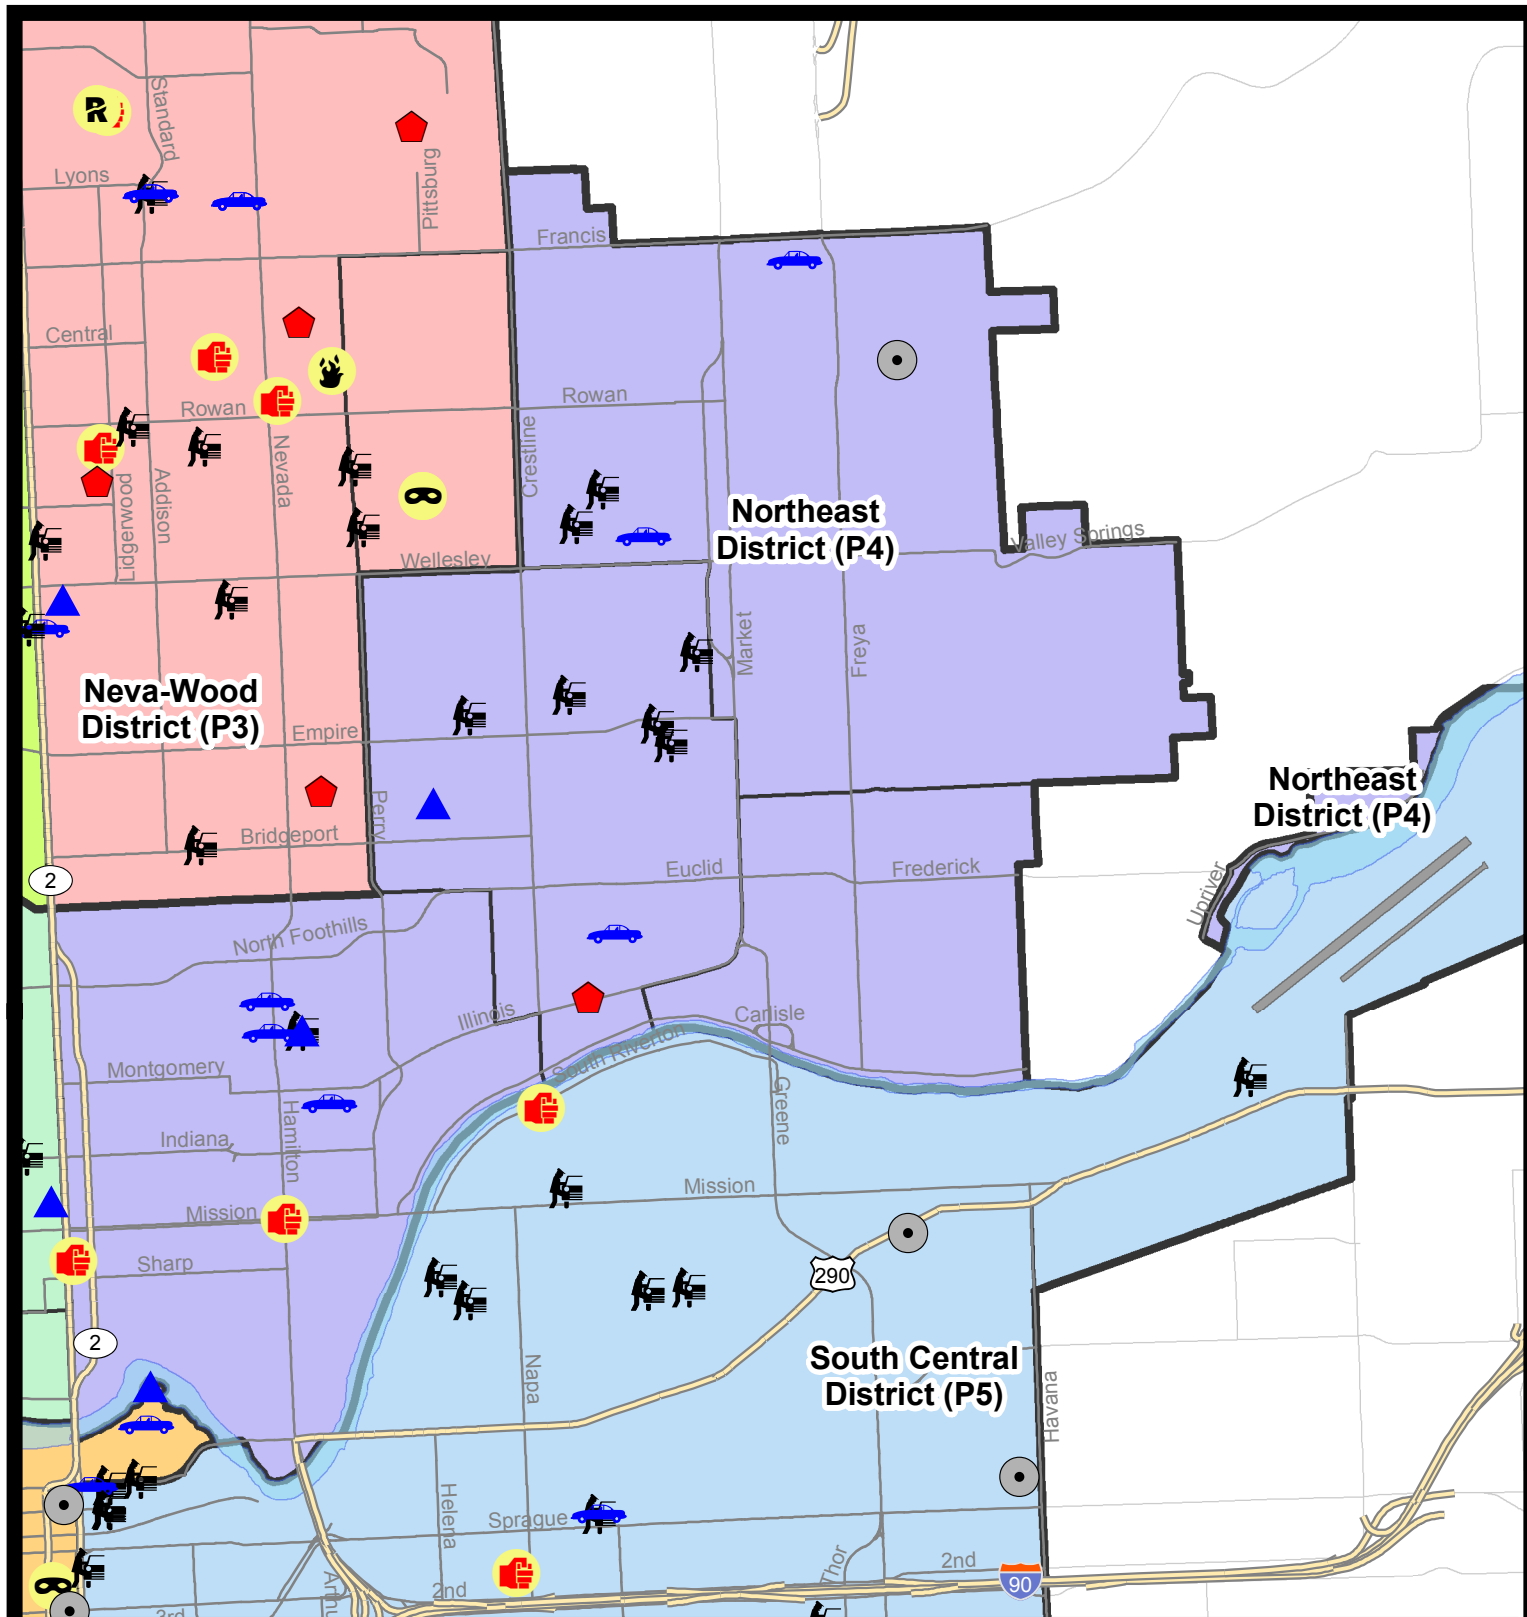 Standard
R
Lyons
Pittsburg
Francis
Central
Rowan
Rowan
Crestline
Nevada
Addison
Lidgerwood
Northeast
District (P4)
Valley Springs
Wellesley
Market
Freya
Neva-Wood
District (P3)
Empire
Perry
Bridgeport
Northeast
District (P4)
Euclid
Frederick
Upriver
2
North Foothills
Illinois
Carlisle
South Riverton
Montgomery
Hamilton
Greene
Indiana
Mission
Mission
Sharp
290
2
South Central
District (P5)
Napa
Havana
Helena
Sprague
Thor
2nd
2nd
90
3rd